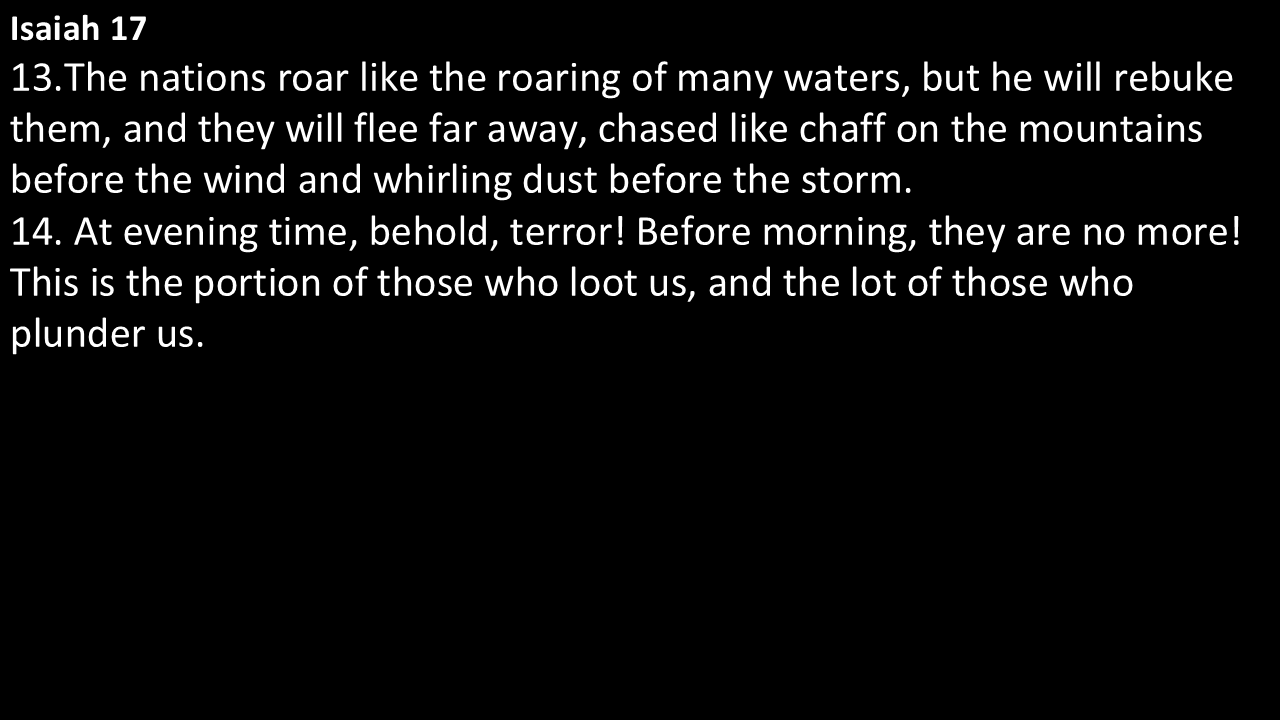 Isaiah 17
13.The nations roar like the roaring of many waters, but he will rebuke
them, and they will flee far away, chased like chaff on the mountains
before the wind and whirling dust before the storm.
14. At evening time, behold, terror! Before morning, they are no more!
This is the portion of those who loot us, and the lot of those who
plunder us.